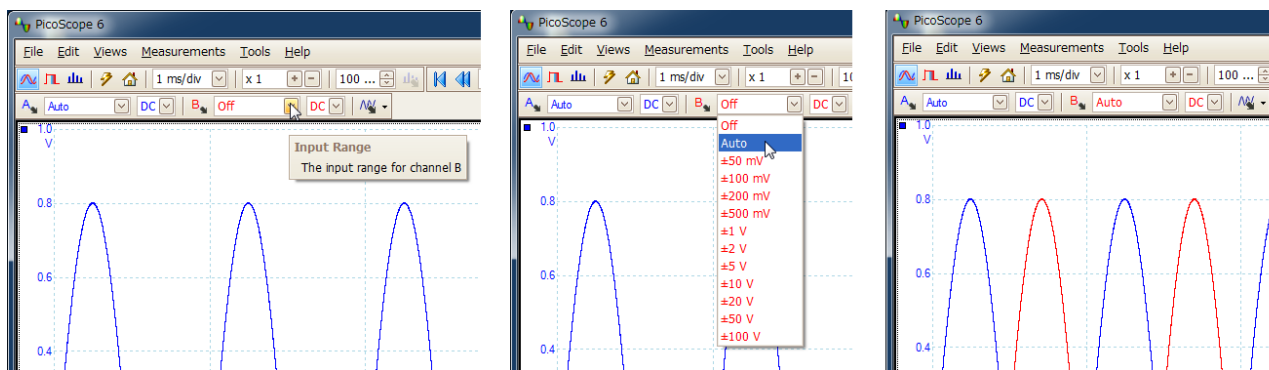 PicoScope 6
File Edit Views Measurements Tools Help
1 ms/div x 1 100 ...
A Auto DC B Off DC
1.0
V
Input Range
The input range for channel B
0.8
0.6
0.4
PicoScope 6
File Edit Views Measurements Tools Help
1 ms/div x 1 10
A Auto DC B Off DC
Off
1.0
V
Auto
±50 mV
±100 mV
±200 mV
±500 mV
±1 V
±2 V
±5 V
±10 V
±20 V
±50 V
±100 V
0.8
0.6
0.4
PicoScope 6
File Edit Views Measurements Tools Help
1 ms/div x 1 100 ...
A Auto DC B Auto DC
1.0
V
0.8
0.6
0.4